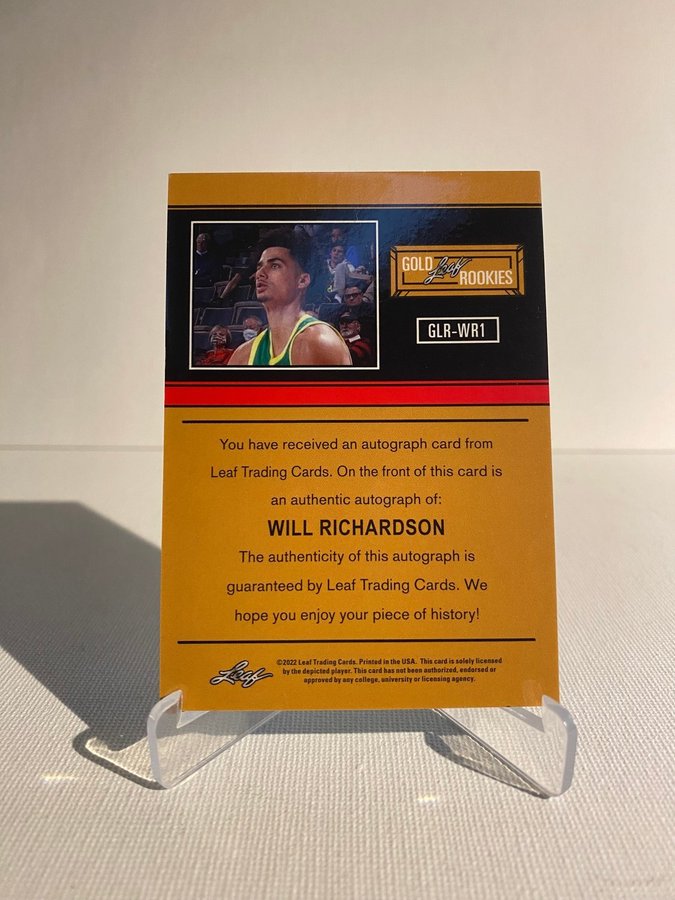 GOLD Leaf ROOKIES
GLR-WR1
You have received an autograph card from
Leaf Trading Cards. On the front of this card is
an authentic autograph of:
WILL RICHARDSON
The authenticity of this autograph is
guaranteed by Leaf Trading Cards. We
hope you enjoy your piece of history!
Leaf
©2022 Leaf Trading Cards. Printed in the USA. This card is solely licensed
by the depicted player. This card has not been authorized, endorsed or
approved by any college, university or licensing agency.